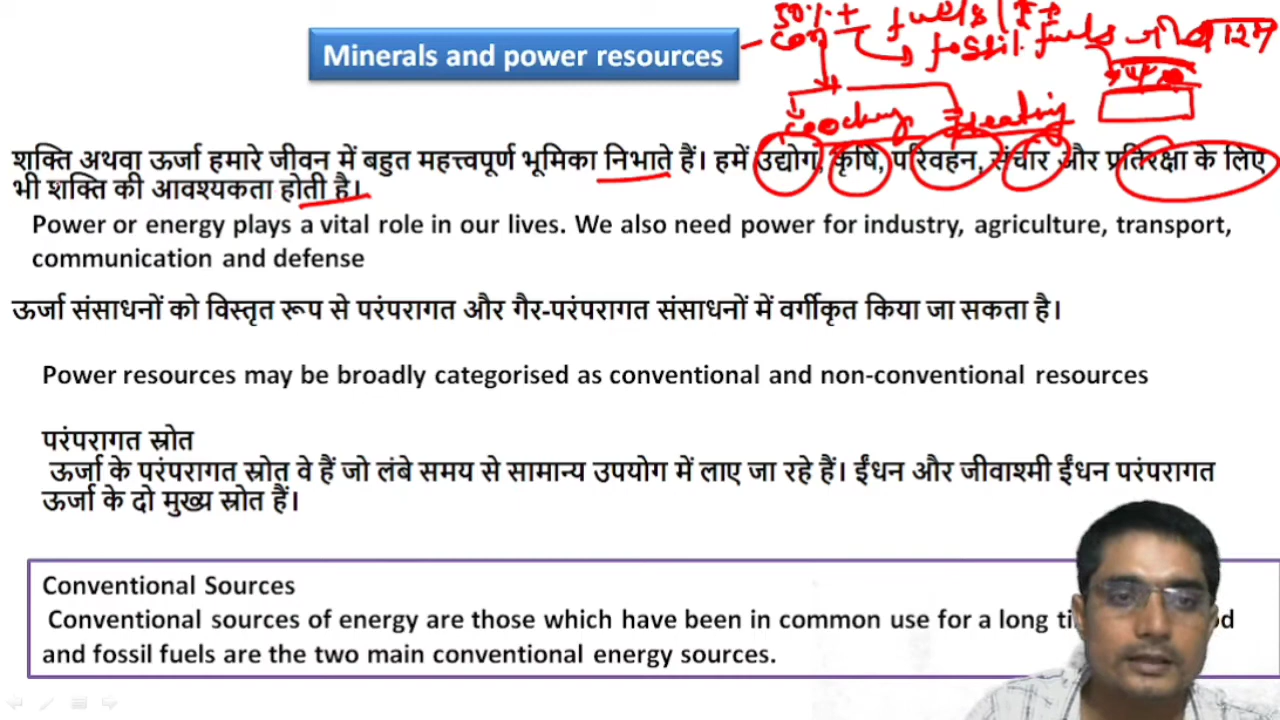 50% + fuels
Minerals and power resources
con fossil fuels
cooking Heating
शक्ति अथवा ऊर्जा हमारे जीवन में बहुत महत्त्वपूर्ण भूमिका निभाते हैं। हमें उद्योग, कृषि, परिवहन, संचार और प्रतिरक्षा के लिए
भी शक्ति की आवश्यकता होती है।
Power or energy plays a vital role in our lives. We also need power for industry, agriculture, transport,
communication and defense
ऊर्जा संसाधनों को विस्तृत रूप से परंपरागत और गैर-परंपरागत संसाधनों में वर्गीकृत किया जा सकता है।
Power resources may be broadly categorised as conventional and non-conventional resources
परंपरागत स्रोत
ऊर्जा के परंपरागत स्रोत वे हैं जो लंबे समय से सामान्य उपयोग में लाए जा रहे हैं। ईंधन और जीवाश्मी ईंधन परंपरागत
ऊर्जा के दो मुख्य स्रोत हैं।
Conventional Sources
Conventional sources of energy are those which have been in common use for a long
and fossil fuels are the two main conventional energy sources.